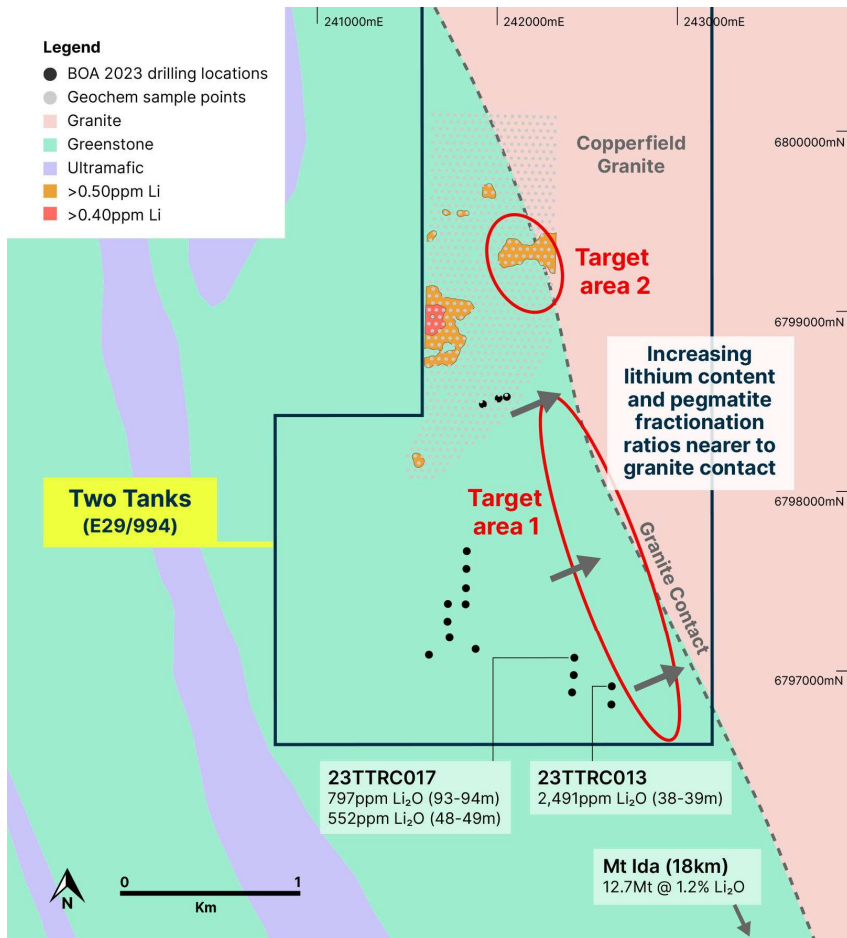 241000mE
242000mE
243000mE
Legend
BOA 2023 drilling locations
Geochem sample points
Granite
Greenstone
Ultramafic
>0.50ppm Li
>0.40ppm Li
Copperfield
Granite
6800000mN
Target
area 2
6799000mN
Increasing
lithium content
and pegmatite
fractionation
ratios nearer to
granite contact
Two Tanks
(E29/994)
Target
area 1
6798000mN
Granite Contact
6797000mN
23TTRC017
797ppm Li₂O (93-94m)
552ppm Li₂O (48-49m)
23TTRC013
2,491ppm Li₂O (38-39m)
Mt Ida (18km)
12.7Mt @ 1.2% Li₂O
N
0
1
Km